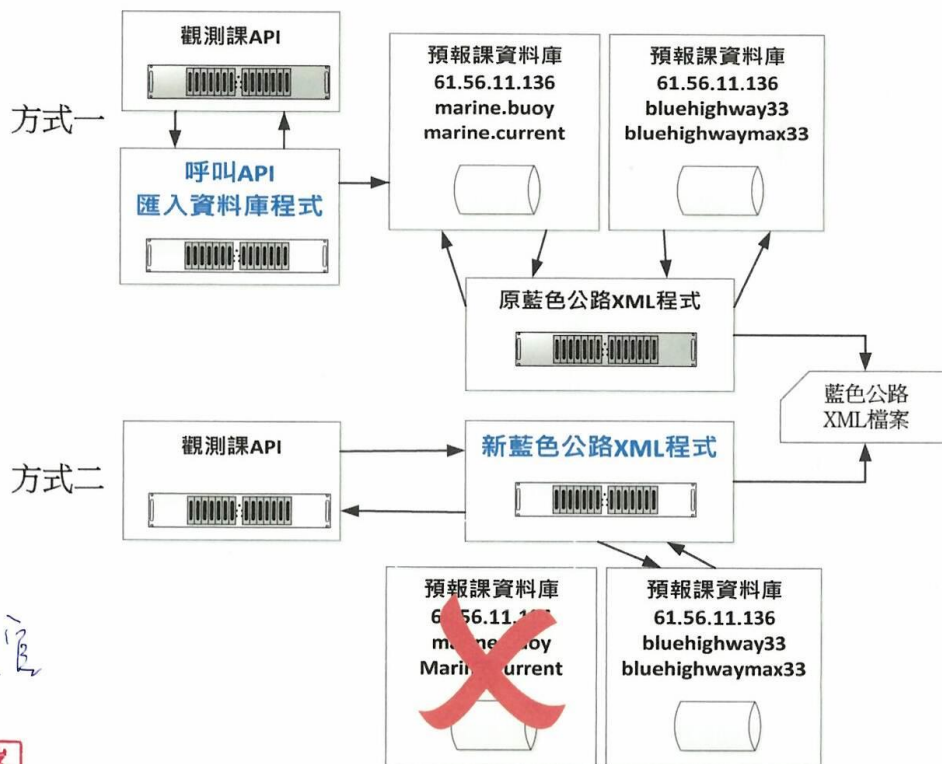 方式一
觀測課API
呼叫API
匯入資料庫程式
預報課資料庫
61.56.11.136
marine.buoy
marine.current
預報課資料庫
61.56.11.136
bluehighway33
bluehighwaymax33
原藍色公路XML程式
藍色公路
XML檔案
方式二
觀測課API
新藍色公路XML程式
預報課資料庫
預報課資料庫
61.56.11.136
bluehighway33
bluehighwaymax33